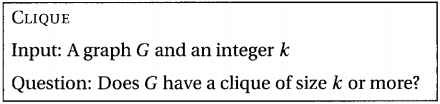 CLIQUE
Input: A graph G and an integer k
Question: Does G have a clique of size k or more?